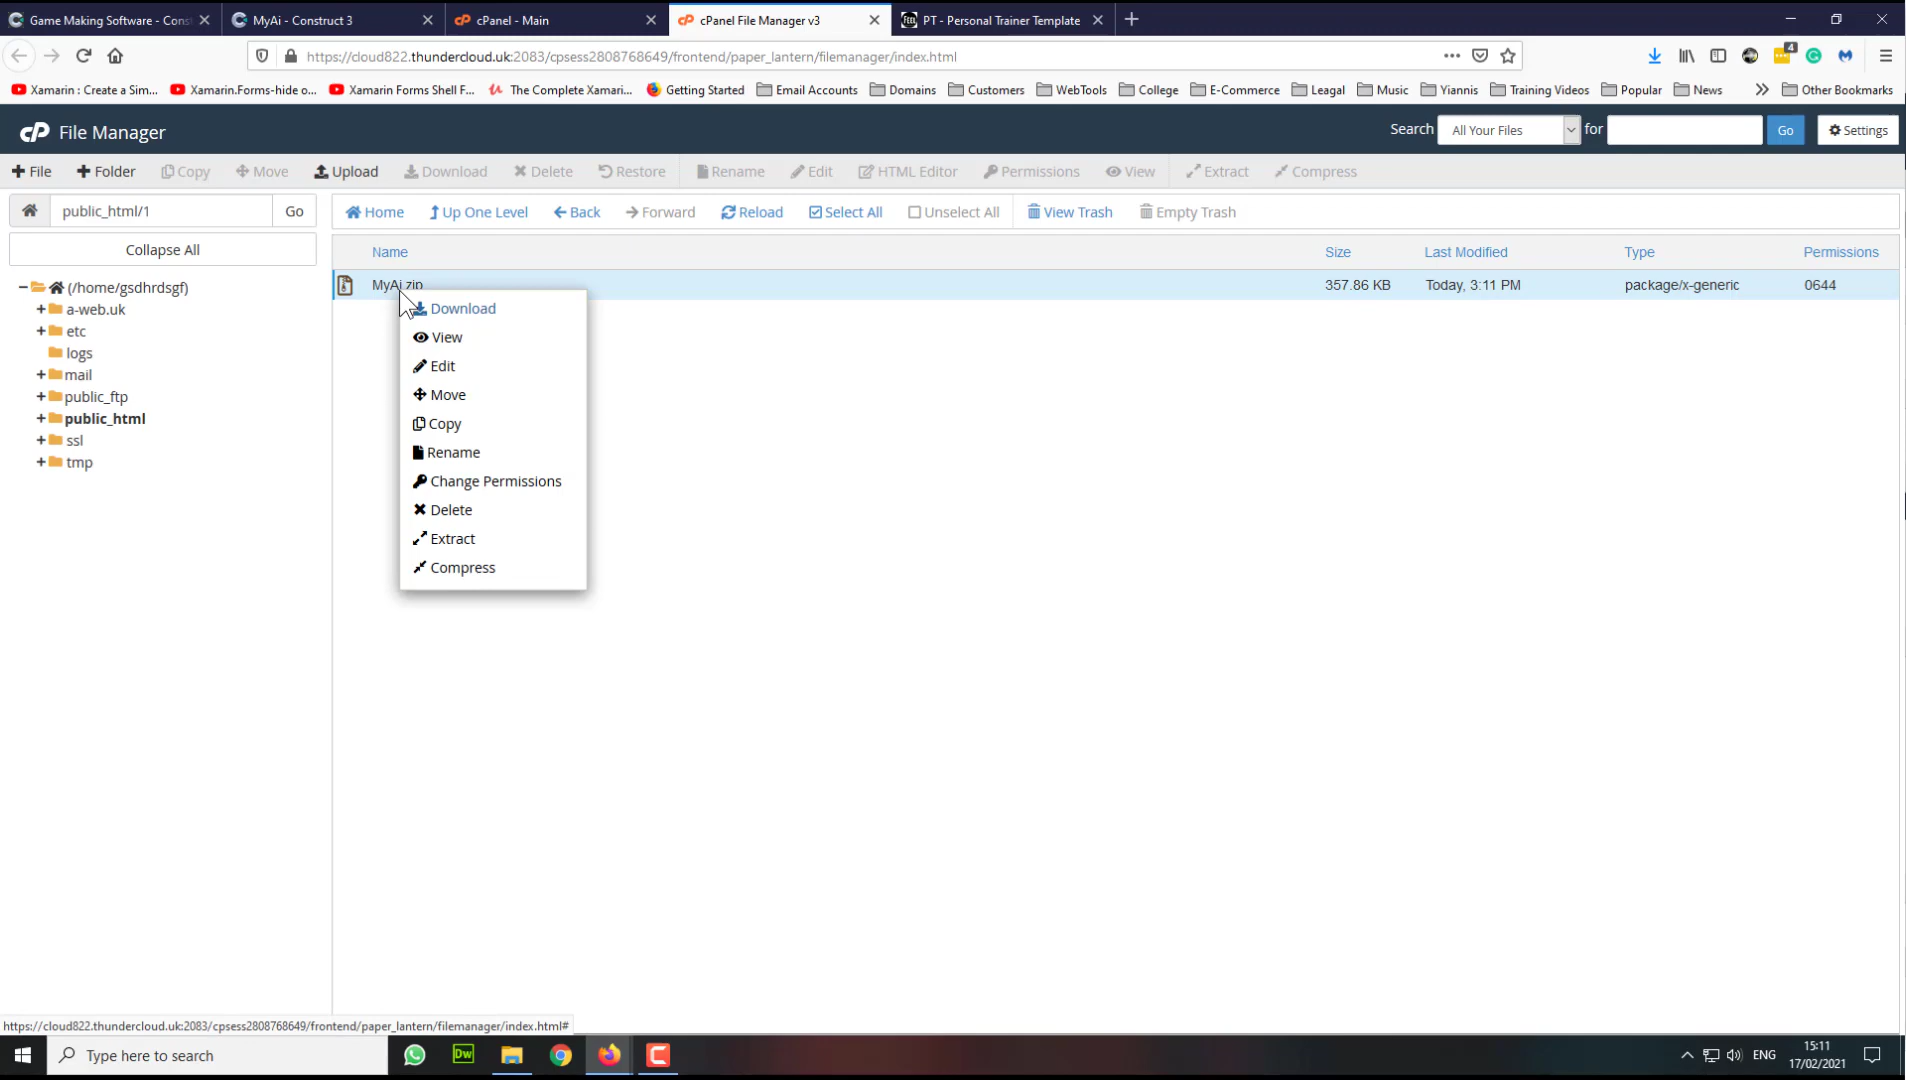 Game Making Software - Cons
MyAi - Construct 3
cPanel - Main
cPanel File Manager v3
PT - Personal Trainer Template
https://cloud822.thundercloud.uk:2083/cpsess2808768649/frontend/paper_lantern/filemanager/index.html
4
Xamarin : Create a Sim...
Xamarin.Forms-hide o...
Xamarin Forms Shell F...
The Complete Xamari...
Getting Started
Email Accounts
Domains
Customers
WebTools
College
E-Commerce
Leagal
Music
Yiannis
Training Videos
Popular
News
Other Bookmarks
cP File Manager
Search All Your Files for Go Settings
File
Folder
Copy
Move
Upload
Download
Delete
Restore
Rename
Edit
HTML Editor
Permissions
View
Extract
Compress
public_html/1 Go
Home
Up One Level
Back
Forward
Reload
Select All
Unselect All
View Trash
Empty Trash
Collapse All
(/home/gsdhrdsgf)
a-web.uk
etc
logs
mail
public_ftp
public_html
ssl
tmp
Name Size Last Modified Type Permissions
MyAi.zip 357.86 KB Today, 3:11 PM package/x-generic 0644
Download
View
Edit
Move
Copy
Rename
Change Permissions
Delete
Extract
Compress
https://cloud822.thundercloud.uk:2083/cpsess2808768649/frontend/paper_lantern/filemanager/index.html#
Type here to search
Dw
ENG
15:11
17/02/2021